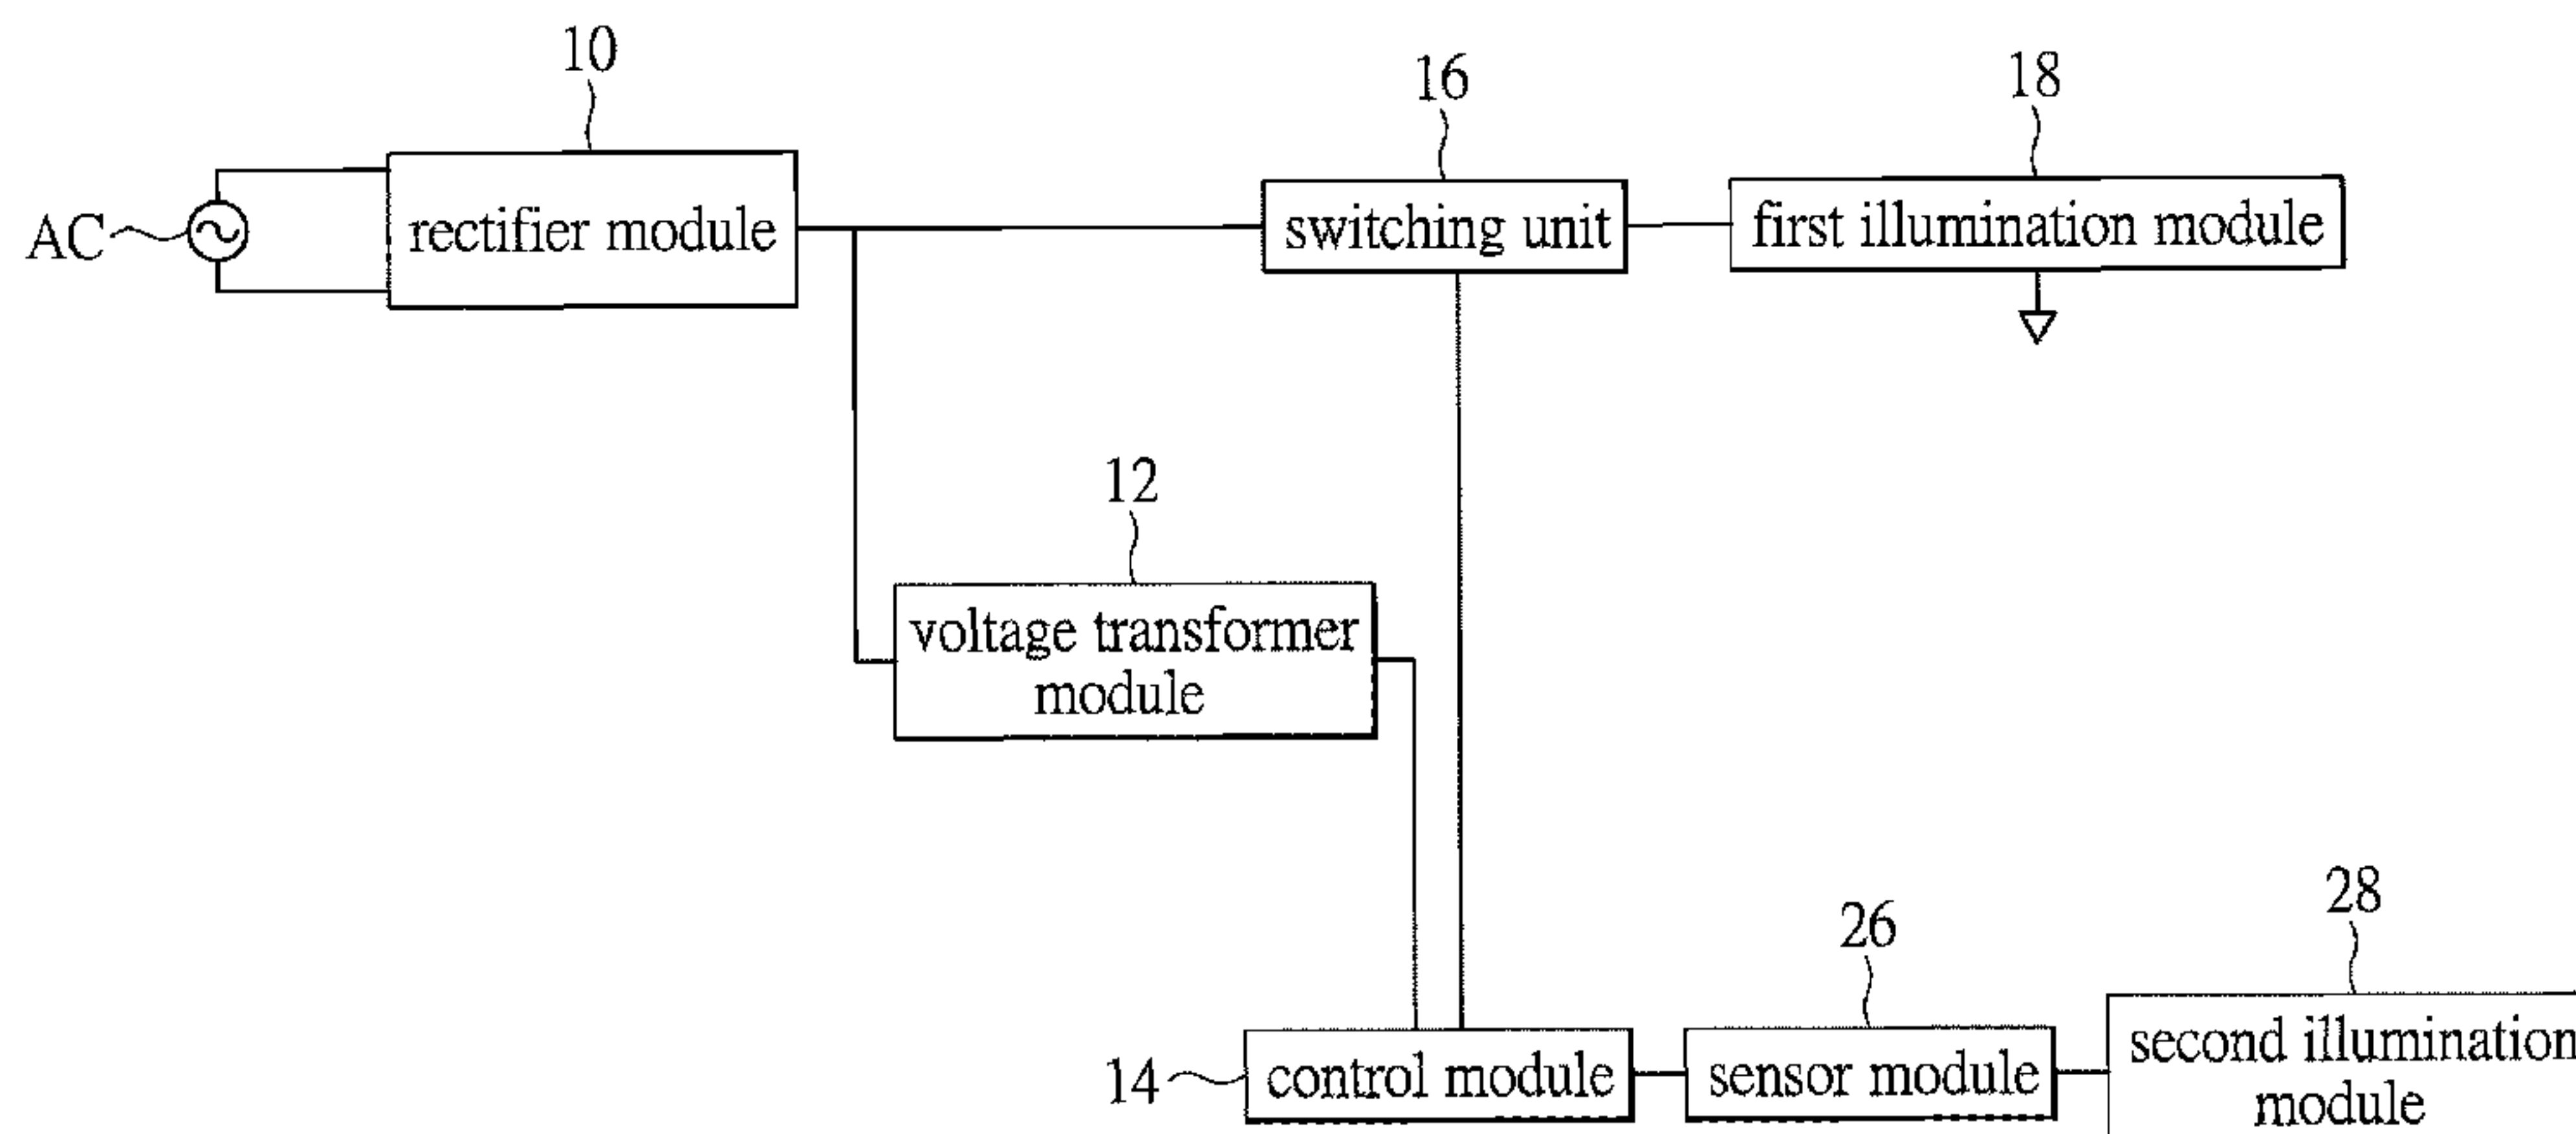 10
16
18
AC
rectifier module
switching unit
first illumination module
12
voltage transformer
module
26
28
14
control module
sensor module
second illumination
module